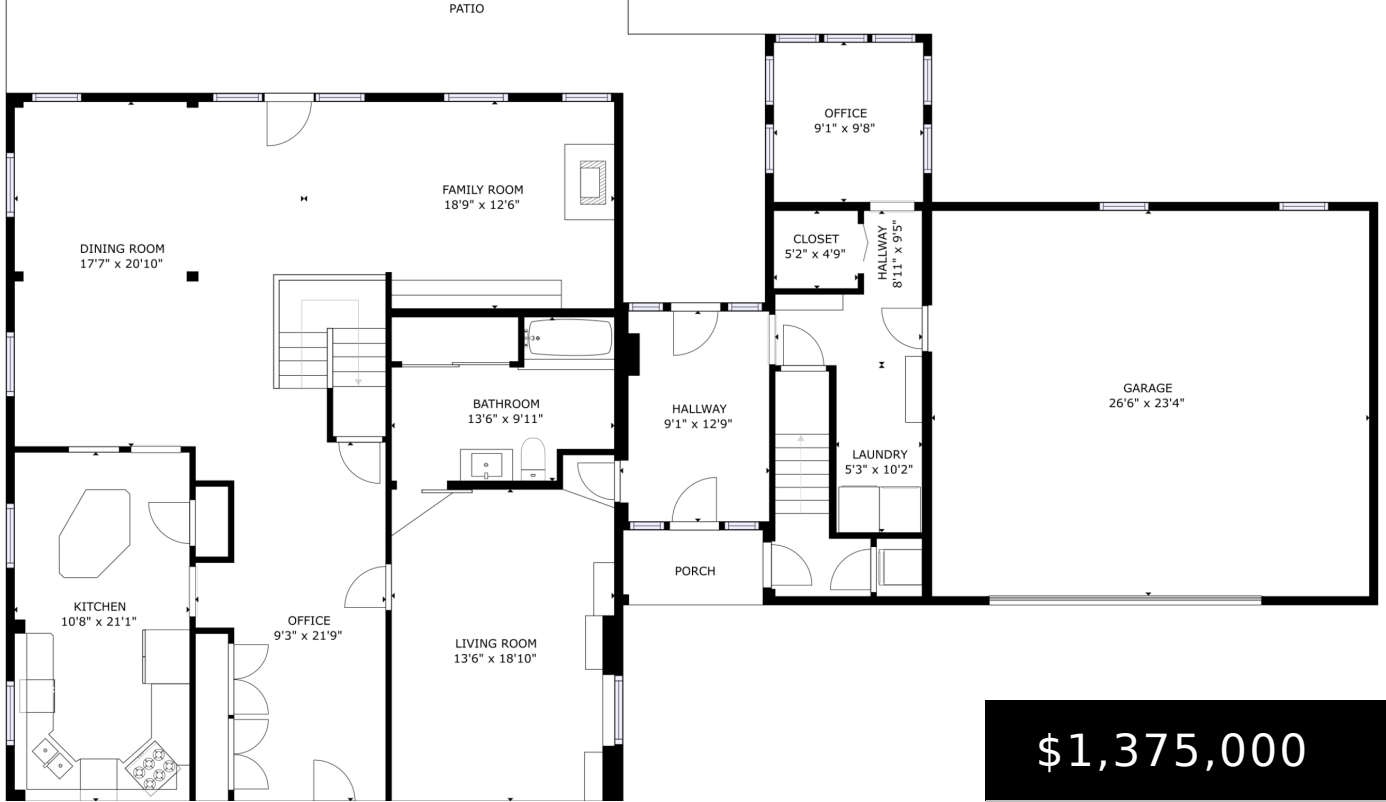 PATIO
OFFICE
9'1" x 9'8"
FAMILY ROOM
18'9" x 12'6"
DINING ROOM
17'7" x 20'10"
CLOSET
5'2" x 4'9"
HALLWAY
8'11" x 9'5"
GARAGE
26'6" x 23'4"
BATHROOM
13'6" x 9'11"
HALLWAY
9'1" x 12'9"
LAUNDRY
5'3" x 10'2"
PORCH
KITCHEN
10'8" x 21'1"
OFFICE
9'3" x 21'9"
LIVING ROOM
13'6" x 18'10"
$1,375,000